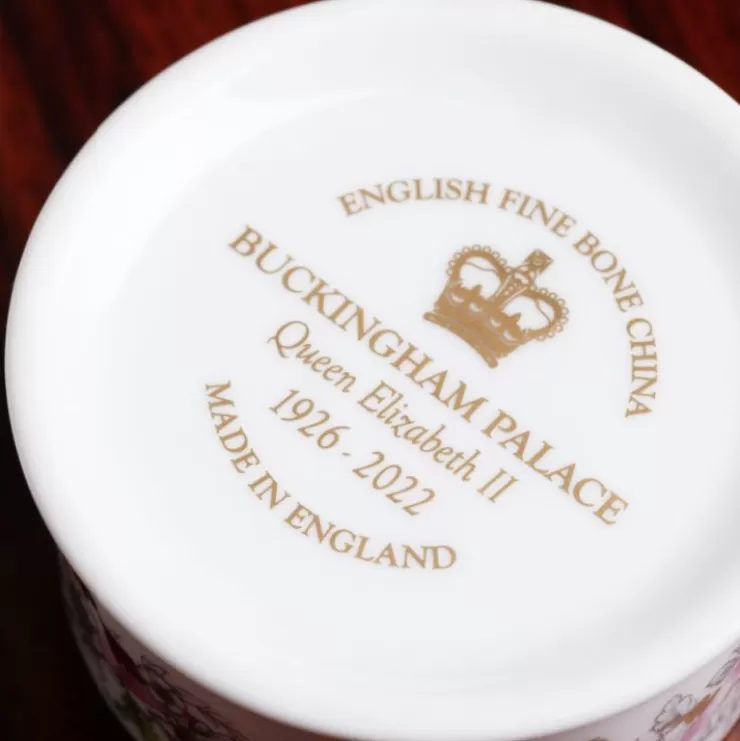 ENGLISH FINE BONE CHINA
BUCKINGHAM PALACE
Queen Elizabeth II
1926 - 2022
MADE IN ENGLAND